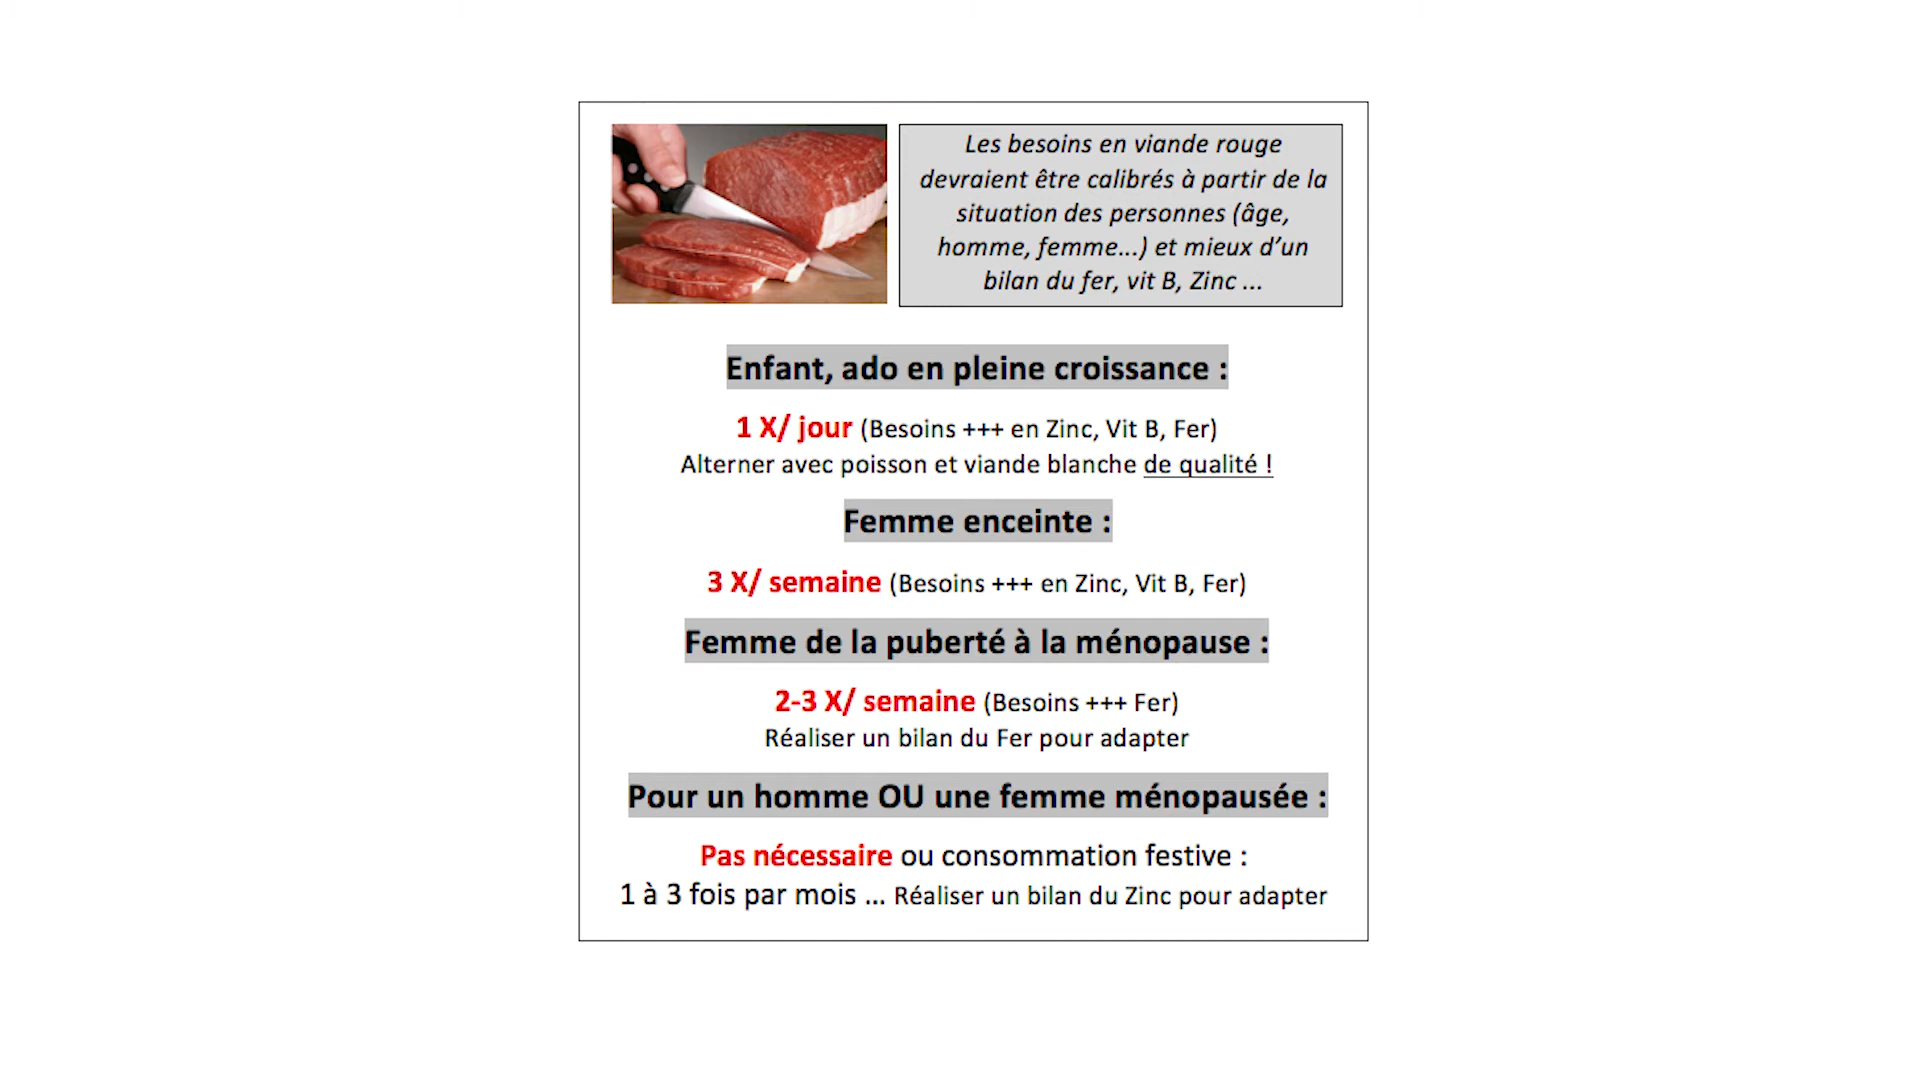 Les besoins en viande rouge
devraient être calibrés à partir de la
situation des personnes (âge,
homme, femme...) et mieux d’un
bilan du fer, vit B, Zinc ...
Enfant, ado en pleine croissance :
1 X/ jour (Besoins +++ en Zinc, Vit B, Fer)
Alterner avec poisson et viande blanche de qualité !
Femme enceinte :
3 X/ semaine (Besoins +++ en Zinc, Vit B, Fer)
Femme de la puberté à la ménopause :
2-3 X/ semaine (Besoins +++ Fer)
Réaliser un bilan du Fer pour adapter
Pour un homme OU une femme ménopausée :
Pas nécessaire ou consommation festive :
1 à 3 fois par mois ... Réaliser un bilan du Zinc pour adapter